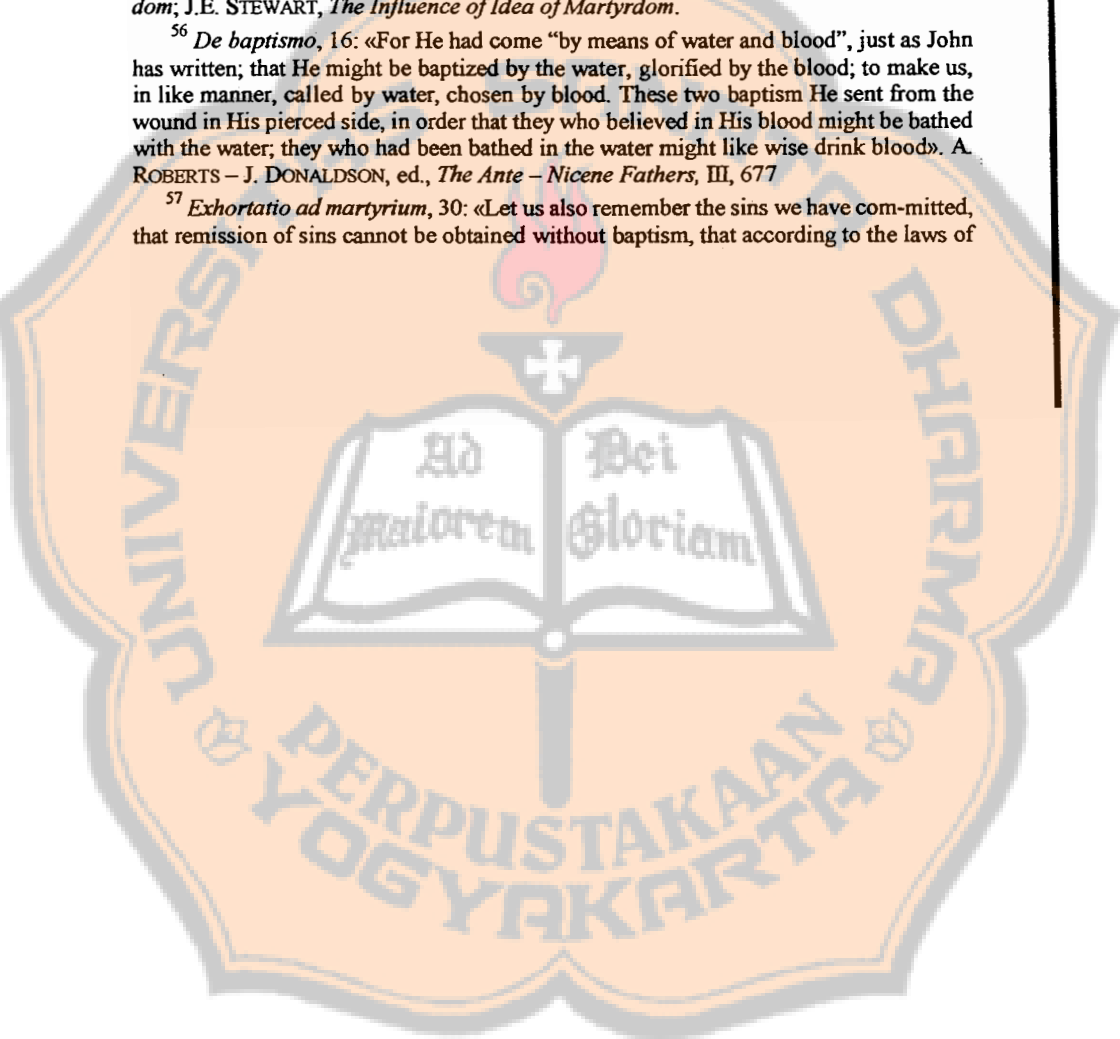 dom; J.E. STEWART, The Influence of Idea of Martyrdom.
56 De baptismo, 16: «For He had come “by means of water and blood”, just as John
has written; that He might be baptized by the water, glorified by the blood; to make us,
in like manner, called by water, chosen by blood. These two baptism He sent from the
wound in His pierced side, in order that they who believed in His blood might be bathed
with the water; they who had been bathed in the water might like wise drink blood». A.
ROBERTS – J. DONALDSON, ed., The Ante – Nicene Fathers, III, 677
57 Exhortatio ad martyrium, 30: «Let us also remember the sins we have com-mitted,
that remission of sins cannot be obtained without baptism, that according to the laws of
UNIVERSITAS SANATA DHARMA
Ad Dei
maiorem Gloriam
PERPUSTAKAAN
YOGYAKARTA